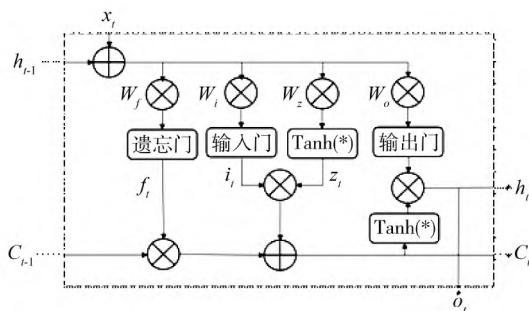 x_t
h_{t-1}
W_f W_i W_z W_o
遗忘门 输入门 Tanh(*) 输出门
f_t i_t z_t
h_t
Tanh(*)
C_{t-1} C_t
o_t